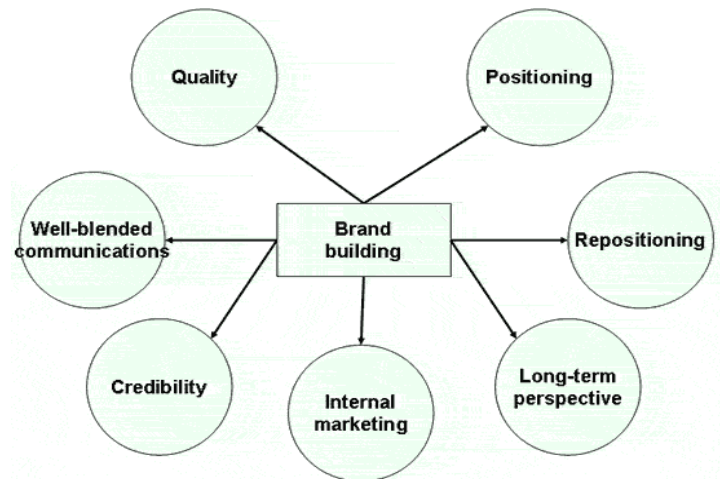 Quality
Positioning
Well-blended
communications
Brand
building
Repositioning
Credibility
Internal
marketing
Long-term
perspective